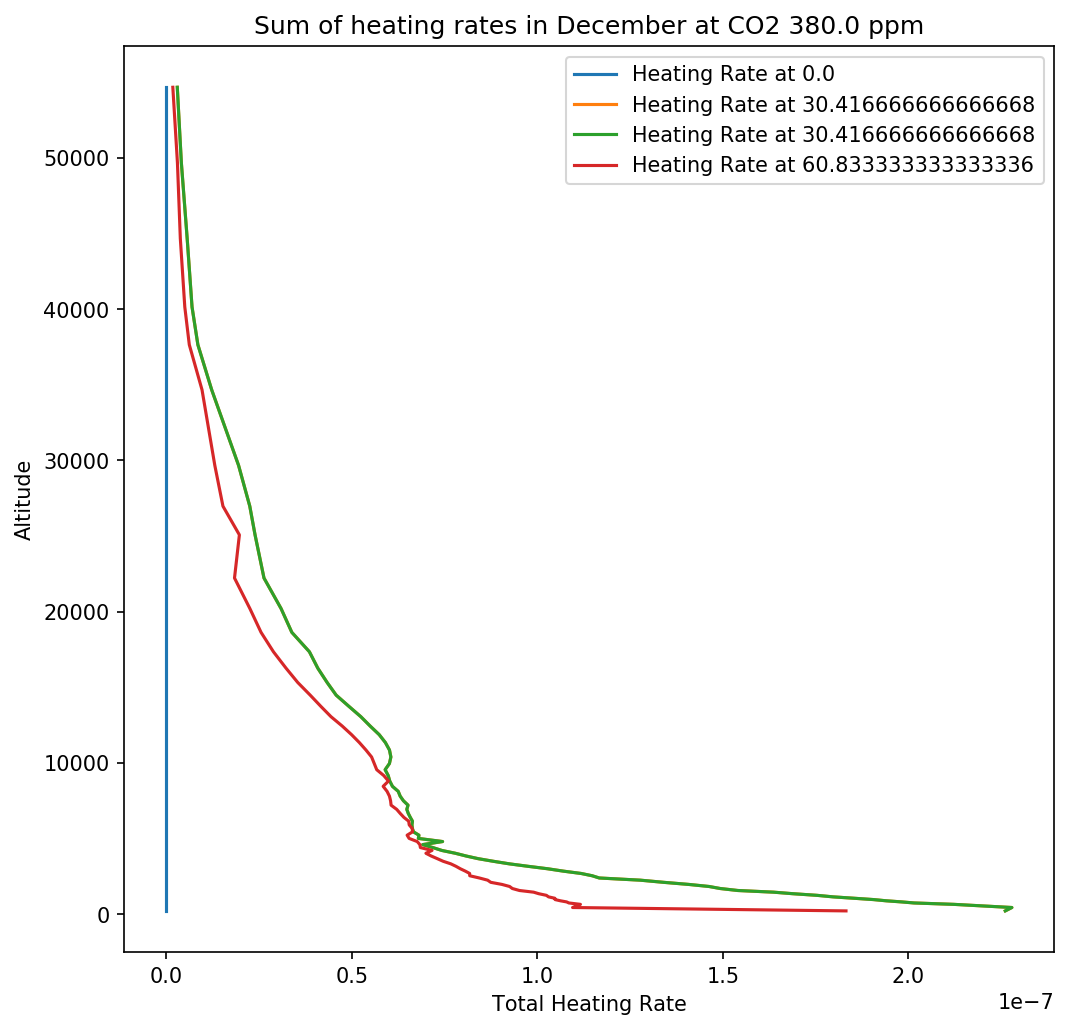 Sum of heating rates in December at CO2 380.0 ppm
Heating Rate at 0.0
Heating Rate at 30.416666666666668
Heating Rate at 30.416666666666668
Heating Rate at 60.833333333333336
Altitude
50000
40000
30000
20000
10000
0
0.0 0.5 1.0 1.5 2.0
1e−7
Total Heating Rate